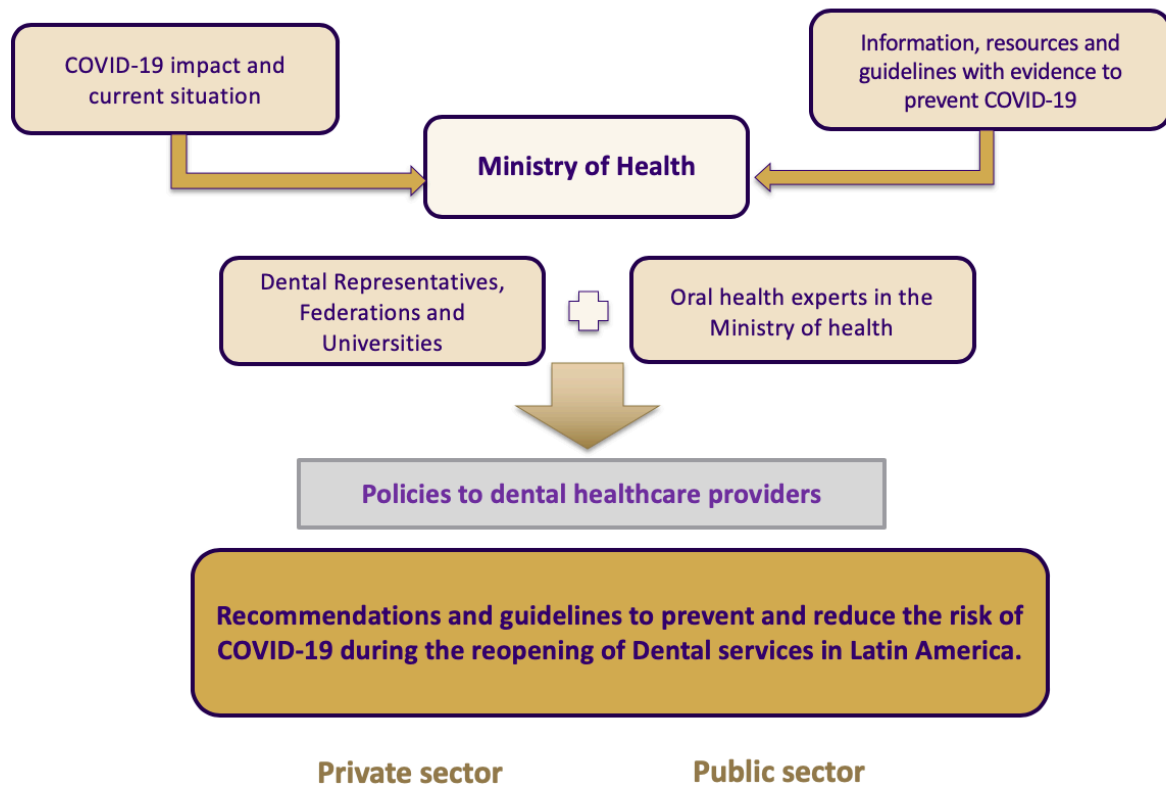 COVID-19 impact and
current situation
Information, resources and
guidelines with evidence to
prevent COVID-19
Ministry of Health
Dental Representatives,
Federations and
Universities
Oral health experts in the
Ministry of health
Policies to dental healthcare providers
Recommendations and guidelines to prevent and reduce the risk of
COVID-19 during the reopening of Dental services in Latin America.
Private sector
Public sector